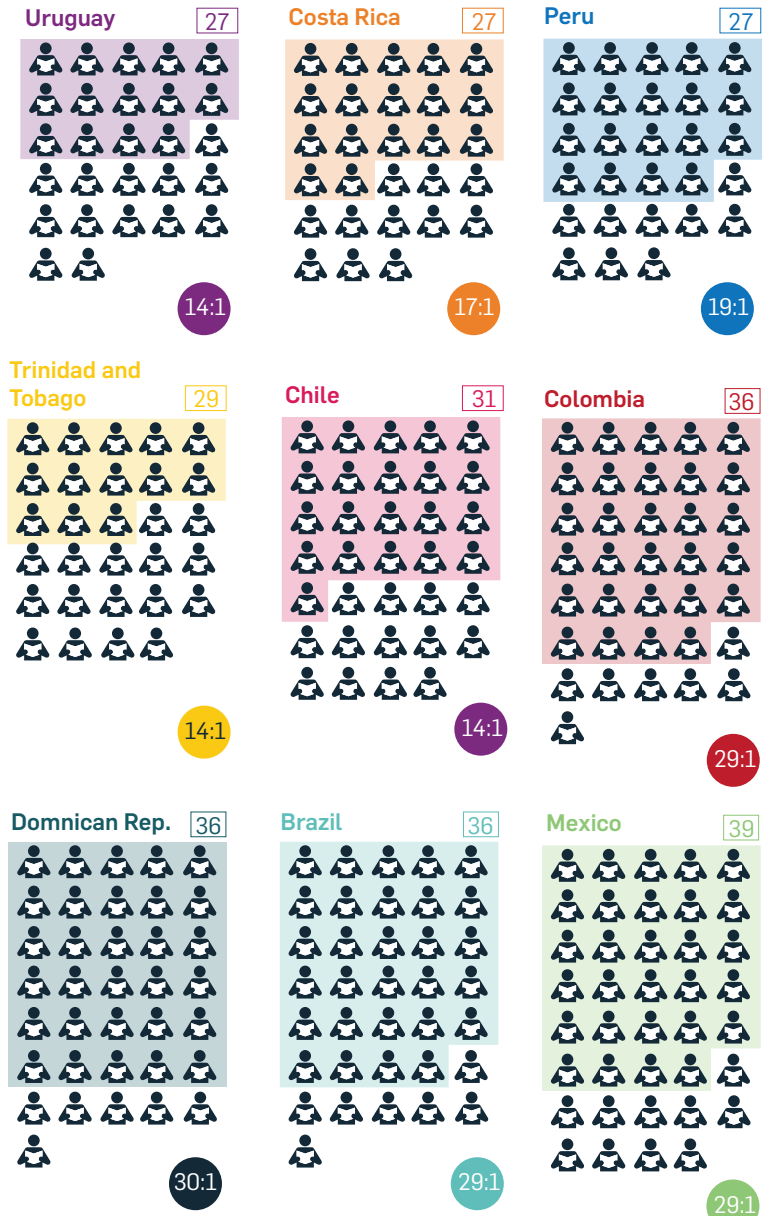 Uruguay 27
14:1
Costa Rica 27
17:1
Peru 27
19:1
Trinidad and
Tobago 29
14:1
Chile 31
14:1
Colombia 36
29:1
Domnican Rep. 36
30:1
Brazil 36
29:1
Mexico 39
29:1